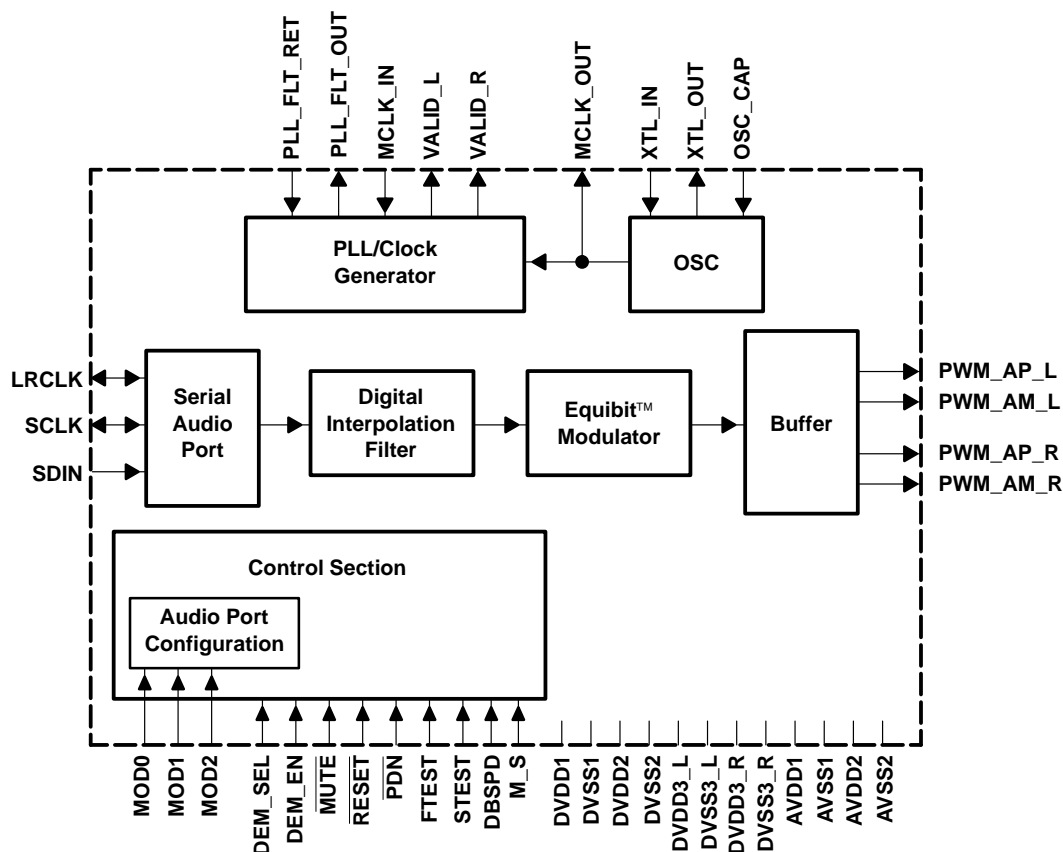 PLL_FLT_RET
PLL_FLT_OUT
MCLK_IN
VALID_L
VALID_R
MCLK_OUT
XTL_IN
XTL_OUT
OSC_CAP
PLL/Clock
Generator
OSC
LRCLK
SCLK
SDIN
Serial
Audio
Port
Digital
Interpolation
Filter
Equibit™
Modulator
Buffer
PWM_AP_L
PWM_AM_L
PWM_AP_R
PWM_AM_R
Control Section
Audio Port
Configuration
MOD0
MOD1
MOD2
DEM_SEL
DEM_EN
MUTE
RESET
PDN
FTEST
STEST
DBSPD
M_S
DVDD1
DVSS1
DVDD2
DVSS2
DVDD3_L
DVSS3_L
DVDD3_R
DVSS3_R
AVDD1
AVSS1
AVDD2
AVSS2